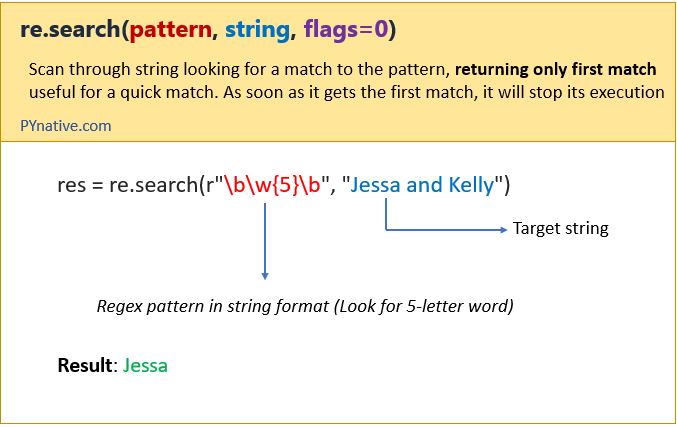 re.search(pattern, string, flags=0)
Scan through string looking for a match to the pattern, returning only first match
useful for a quick match. As soon as it gets the first match, it will stop its execution
PYnative.com
res = re.search(r"\b\w{5}\b", "Jessa and Kelly")
Target string
Regex pattern in string format (Look for 5-letter word)
Result: Jessa